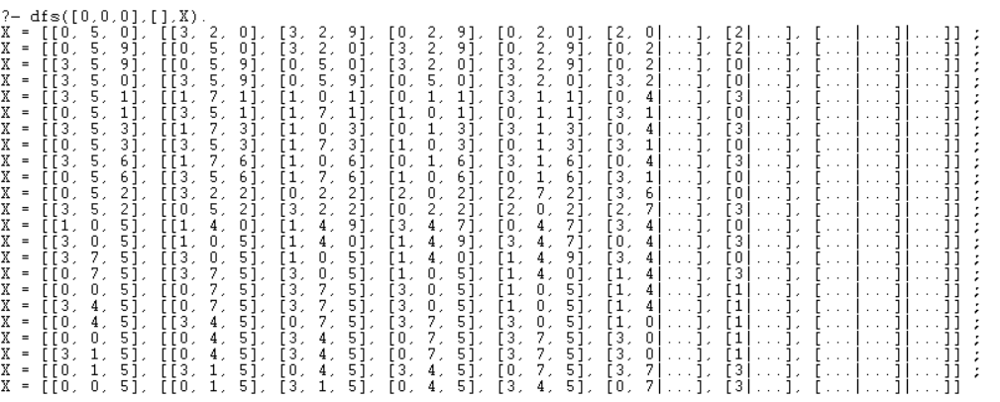 ?- dfs([0,0,0],[],X).
X = [[0, 5, 0], [[3, 2, 0], [3, 2, 9], [0, 2, 9], [0, 2, 0], [2, 0|...], [2|...], [...|...]|...]] ;
X = [[0, 5, 9], [[0, 5, 0], [3, 2, 0], [3, 2, 9], [0, 2, 9], [0, 2|...], [0|...], [...|...]|...]] ;
X = [[3, 5, 9], [[0, 5, 9], [0, 5, 0], [3, 2, 0], [3, 2, 9], [0, 2|...], [0|...], [...|...]|...]] ;
X = [[3, 5, 0], [[3, 5, 9], [0, 5, 9], [0, 5, 0], [3, 2, 0], [3, 2|...], [0|...], [...|...]|...]] ;
X = [[3, 5, 1], [[1, 7, 1], [1, 0, 1], [0, 1, 1], [3, 1, 1], [0, 4|...], [3|...], [...|...]|...]] ;
X = [[0, 5, 1], [[3, 5, 1], [1, 7, 1], [1, 0, 1], [0, 1, 1], [3, 1|...], [0|...], [...|...]|...]] ;
X = [[3, 5, 3], [[1, 7, 3], [1, 0, 3], [0, 1, 3], [3, 1, 3], [0, 4|...], [3|...], [...|...]|...]] ;
X = [[0, 5, 3], [[3, 5, 3], [1, 7, 3], [1, 0, 3], [0, 1, 3], [3, 1|...], [0|...], [...|...]|...]] ;
X = [[3, 5, 6], [[1, 7, 6], [1, 0, 6], [0, 1, 6], [3, 1, 6], [0, 4|...], [3|...], [...|...]|...]] ;
X = [[0, 5, 6], [[3, 5, 6], [1, 7, 6], [1, 0, 6], [0, 1, 6], [3, 1|...], [0|...], [...|...]|...]] ;
X = [[0, 5, 2], [[3, 2, 2], [0, 2, 2], [2, 0, 2], [2, 7, 2], [3, 6|...], [0|...], [...|...]|...]] ;
X = [[3, 5, 2], [[0, 5, 2], [3, 2, 2], [0, 2, 2], [2, 0, 2], [2, 7|...], [3|...], [...|...]|...]] ;
X = [[1, 0, 5], [[1, 4, 0], [1, 4, 9], [3, 4, 7], [0, 4, 7], [3, 4|...], [0|...], [...|...]|...]] ;
X = [[3, 0, 5], [[1, 0, 5], [1, 4, 0], [1, 4, 9], [3, 4, 7], [0, 4|...], [3|...], [...|...]|...]] ;
X = [[3, 7, 5], [[3, 0, 5], [1, 0, 5], [1, 4, 0], [1, 4, 9], [3, 4|...], [0|...], [...|...]|...]] ;
X = [[0, 7, 5], [[3, 7, 5], [3, 0, 5], [1, 0, 5], [1, 4, 0], [1, 4|...], [3|...], [...|...]|...]] ;
X = [[0, 0, 5], [[0, 7, 5], [3, 7, 5], [3, 0, 5], [1, 0, 5], [1, 4|...], [1|...], [...|...]|...]] ;
X = [[3, 4, 5], [[0, 7, 5], [3, 7, 5], [3, 0, 5], [1, 0, 5], [1, 4|...], [1|...], [...|...]|...]] ;
X = [[0, 4, 5], [[3, 4, 5], [0, 7, 5], [3, 7, 5], [3, 0, 5], [1, 0|...], [1|...], [...|...]|...]] ;
X = [[0, 0, 5], [[0, 4, 5], [3, 4, 5], [0, 7, 5], [3, 7, 5], [3, 0|...], [1|...], [...|...]|...]] ;
X = [[3, 1, 5], [[0, 4, 5], [3, 4, 5], [0, 7, 5], [3, 7, 5], [3, 0|...], [1|...], [...|...]|...]] ;
X = [[0, 1, 5], [[3, 1, 5], [0, 4, 5], [3, 4, 5], [0, 7, 5], [3, 7|...], [3|...], [...|...]|...]] ;
X = [[0, 0, 5], [[0, 1, 5], [3, 1, 5], [0, 4, 5], [3, 4, 5], [0, 7|...], [3|...], [...|...]|...]]